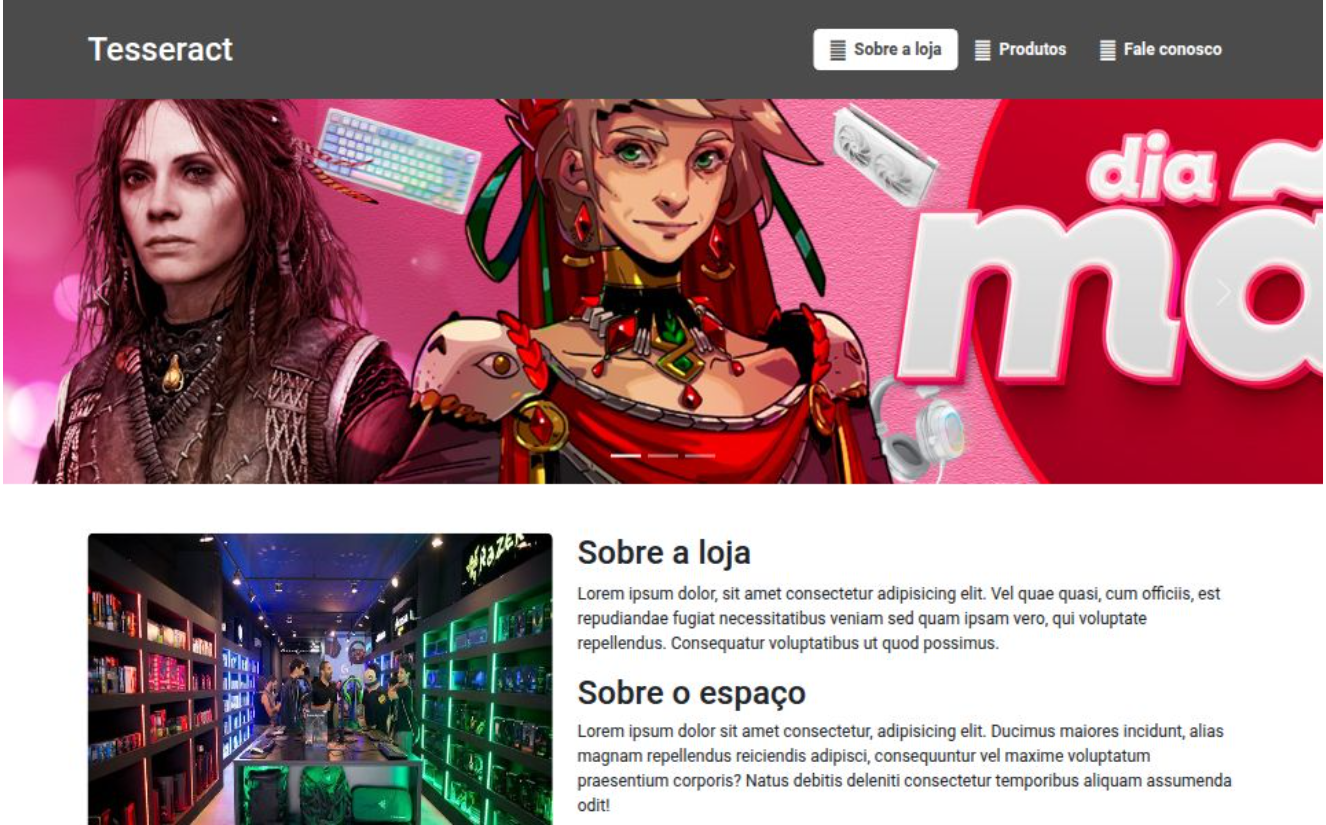 Tesseract
Sobre a loja
Produtos
Fale conosco
dia
mã
RAZER
Sobre a loja
Lorem ipsum dolor, sit amet consectetur adipisicing elit. Vel quae quasi, cum officiis, est
repudiandae fugiat necessitatibus veniam sed quam ipsam vero, qui voluptate
repellendus. Consequatur voluptatibus ut quod possimus.
Sobre o espaço
Lorem ipsum dolor sit amet consectetur, adipisicing elit. Ducimus maiores incidunt, alias
magnam repellendus reiciendis adipisci, consequuntur vel maxime voluptatum
praesentium corporis? Natus debitis deleniti consectetur temporibus aliquam assumenda
odit!